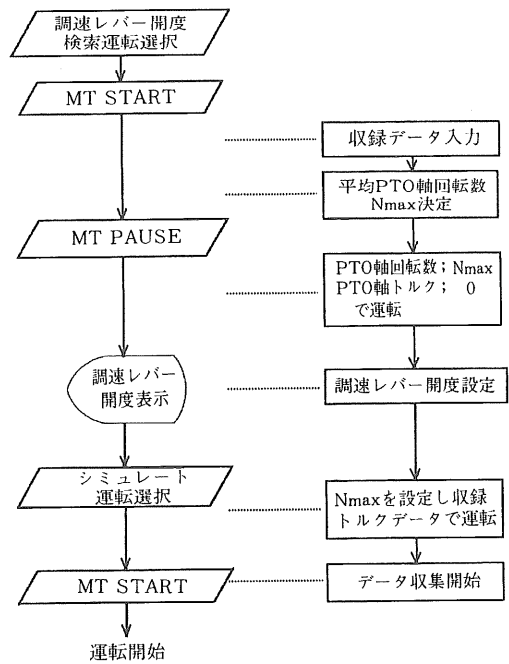 調速レバー開度
検索運転選択
MT START
収録データ入力
平均PTO軸回転数
Nmax決定
MT PAUSE
PTO軸回転数; Nmax
PTO軸トルク; 0
で運転
調速レバー
開度表示
調速レバー開度設定
シミュレート
運転選択
Nmaxを設定し収録
トルクデータで運転
MT START
データ収集開始
運転開始